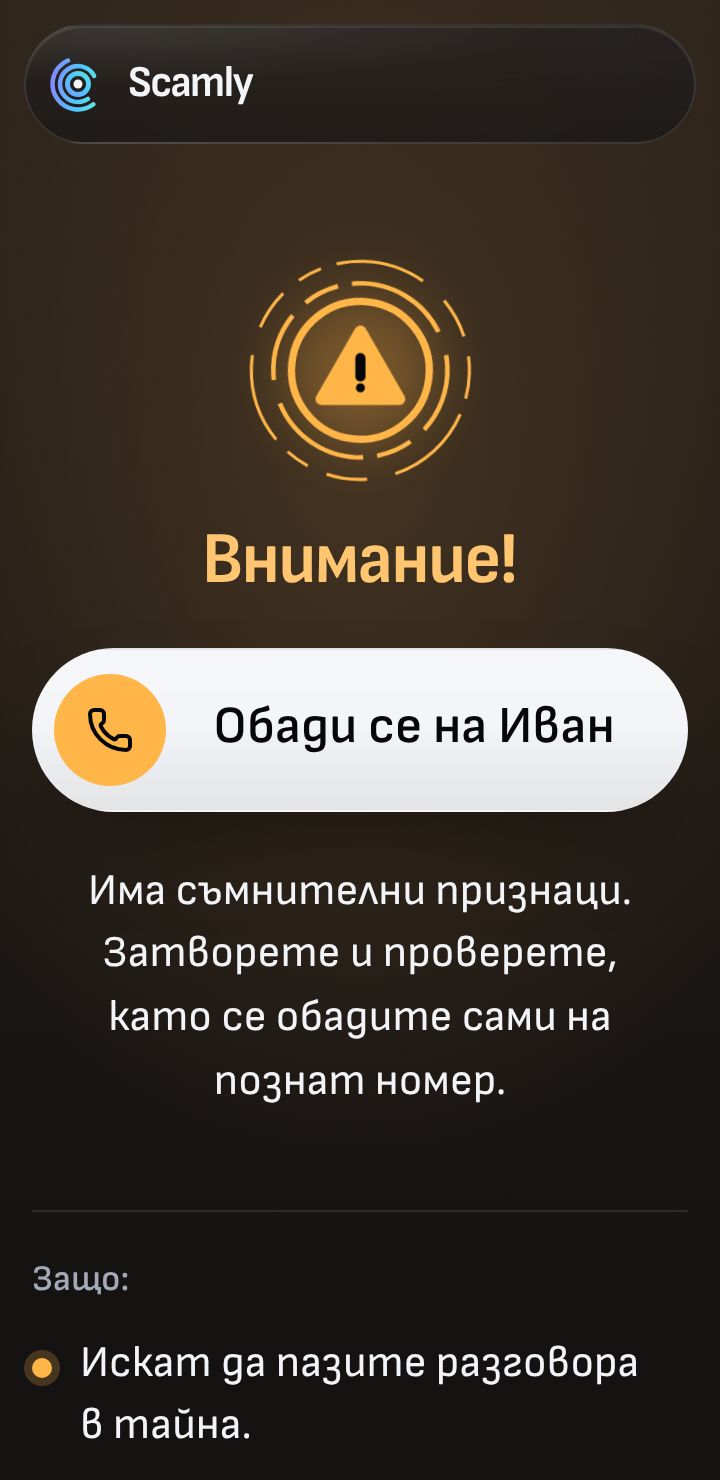 Scamly
Внимание!
Обади се на Иван
Има съмнителни признаци.
Затворете и проверете,
като се обадите сами на
познат номер.
Защо:
Искат да пазите разговора
в тайна.